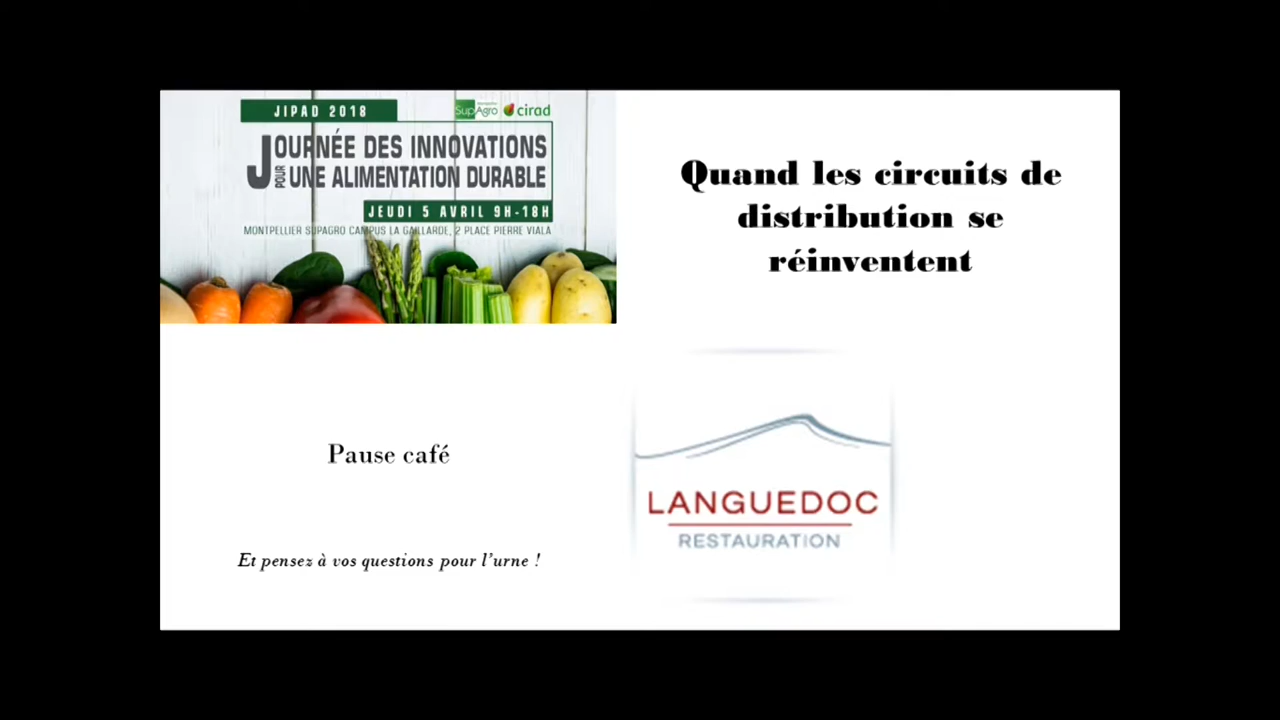 JIPAD 2018
SupAgro
cirad
JOURNÉE DES INNOVATIONS
POUR UNE ALIMENTATION DURABLE
JEUDI 5 AVRIL 9H-18H
MONTPELLIER SUPAGRO CAMPUS LA GAILLARDE, 2 PLACE PIERRE VIALA
Quand les circuits de
distribution se
réinventent
Pause café
Et pensez à vos questions pour l'urne !
LANGUEDOC
RESTAURATION